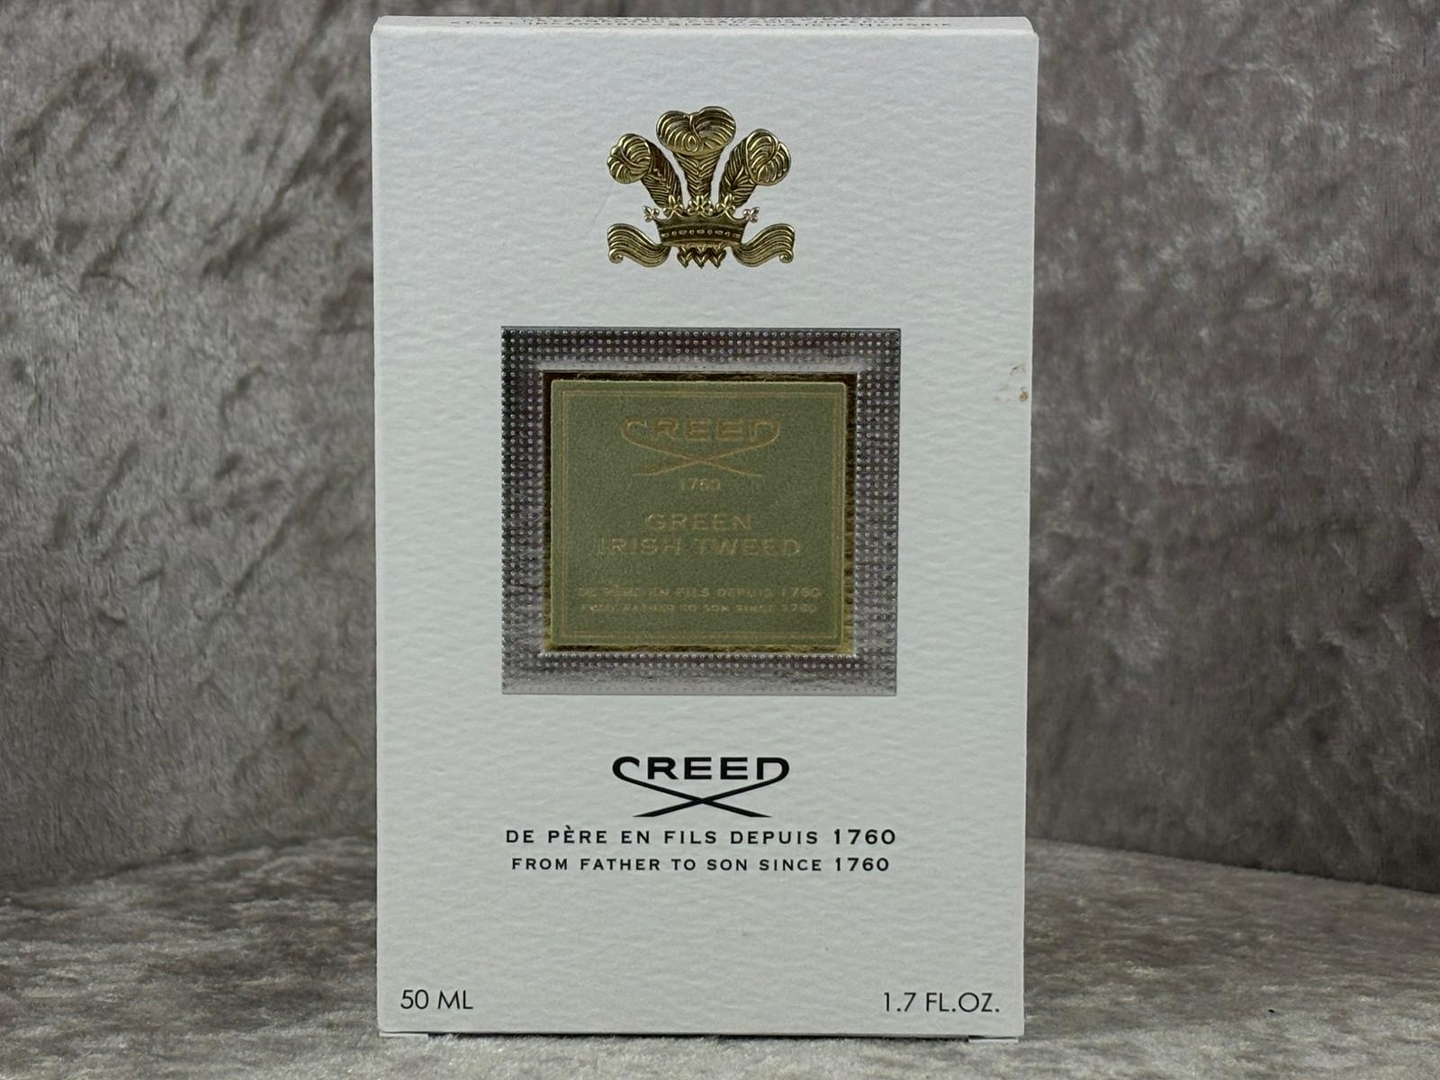 CREED
1760
GREEN
IRISH TWEED
DE PÈRE EN FILS DEPUIS 1760
FROM FATHER TO SON SINCE 1760
CREED
DE PÈRE EN FILS DEPUIS 1760
FROM FATHER TO SON SINCE 1760
50 ML
1.7 FL.OZ.